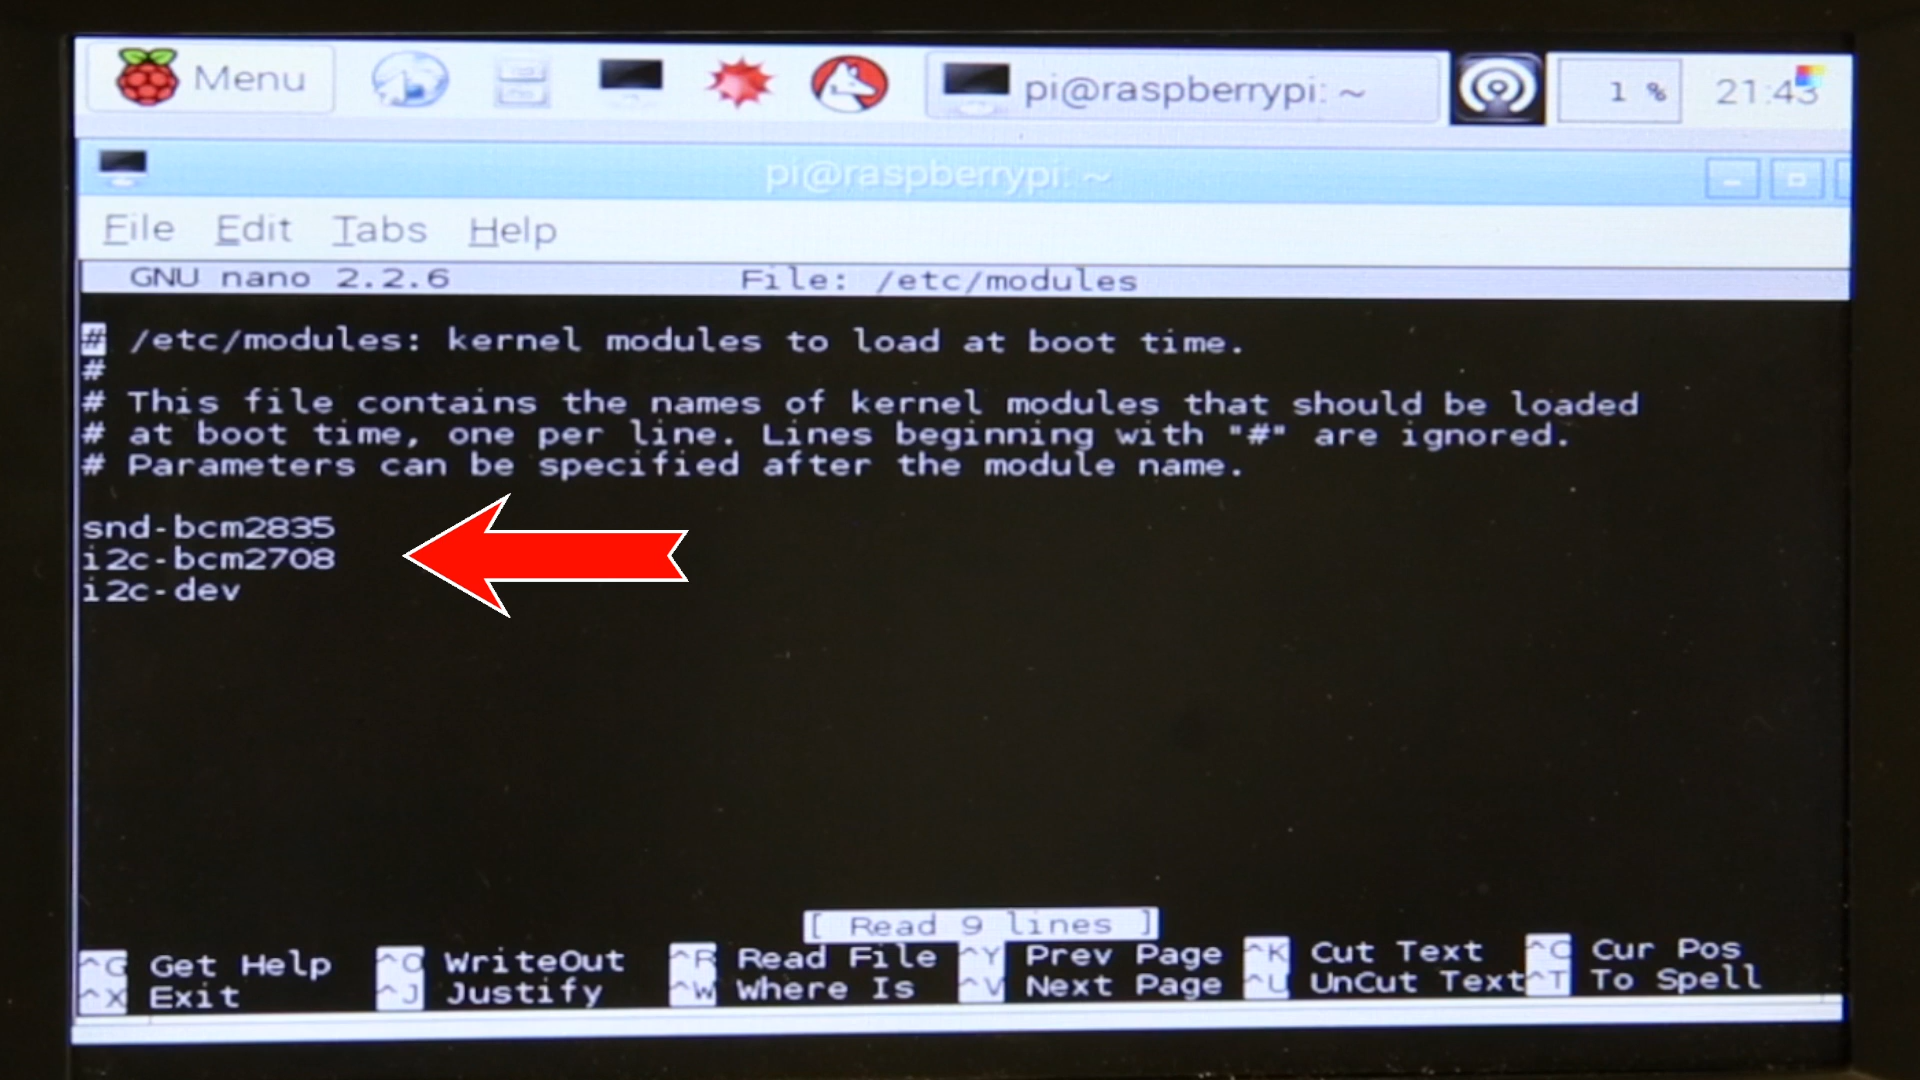 Menu
pi@raspberrypi: ~
1 %
21:43
pi@raspberrypi: ~
File Edit Tabs Help
GNU nano 2.2.6 File: /etc/modules
# /etc/modules: kernel modules to load at boot time.
#
# This file contains the names of kernel modules that should be loaded
# at boot time, one per line. Lines beginning with "#" are ignored.
# Parameters can be specified after the module name.
snd-bcm2835
i2c-bcm2708
i2c-dev
[ Read 9 lines ]
^G Get Help ^O WriteOut ^R Read File ^Y Prev Page ^K Cut Text ^C Cur Pos
^X Exit ^J Justify ^W Where Is ^V Next Page ^U UnCut Text ^T To Spell